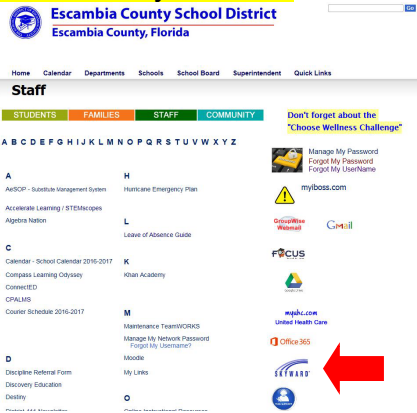 Escambia County School District
Escambia County, Florida
Go
Home Calendar Departments Schools School Board Superintendent Quick Links
Staff
STUDENTS FAMILIES STAFF COMMUNITY
A B C D E F G H I J K L M N O P Q R S T U V W X Y Z
A
AeSOP - Substitute Management System
Accelerate Learning / STEMscopes
Algebra Nation
C
Calendar - School Calendar 2016-2017
Compass Learning Odyssey
ConnectED
CPALMS
Courier Schedule 2016-2017
D
Discipline Referral Form
Discovery Education
Destiny
H
Hurricane Emergency Plan
L
Leave of Absence Guide
K
Khan Academy
M
Maintenance TeamWORKS
Manage My Network Password
Forgot My Username?
Moodle
My Links
O
Online Instructional Resources
Don't forget about the
"Choose Wellness Challenge"
Manage My Password
Forgot My Password
Forgot My UserName
myiboss.com
GroupWise
Webmail
GMail
FOCUS
myuhc.com
United Health Care
Office 365
SKYWARD